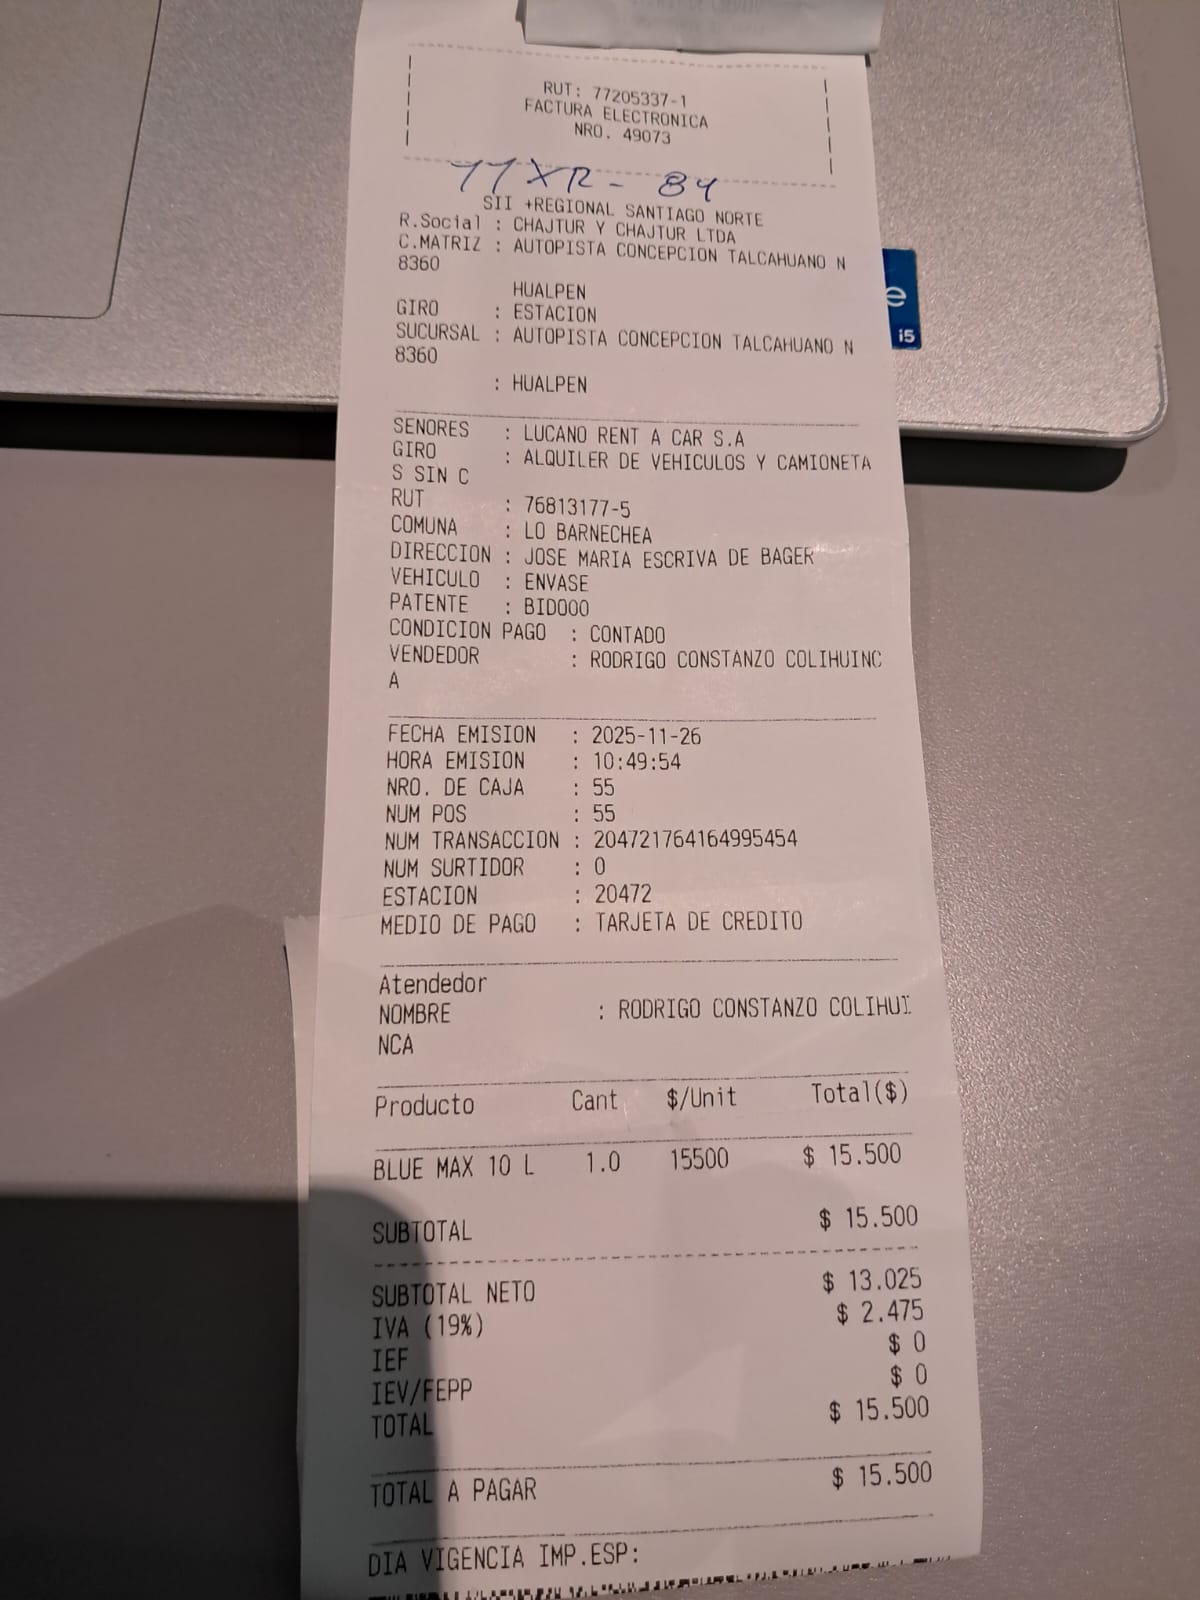 RUT: 77205337-1
FACTURA ELECTRONICA
NRO. 49073
SII +REGIONAL SANTIAGO NORTE
R.Social : CHAJTUR Y CHAJTUR LTDA
C.MATRIZ : AUTOPISTA CONCEPCION TALCAHUANO N
8360
HUALPEN
GIRO : ESTACION
SUCURSAL : AUTOPISTA CONCEPCION TALCAHUANO N
8360
: HUALPEN
SENORES : LUCANO RENT A CAR S.A
GIRO : ALQUILER DE VEHICULOS Y CAMIONETA
S SIN C
RUT : 76813177-5
COMUNA : LO BARNECHEA
DIRECCION : JOSE MARIA ESCRIVA DE BAGER
VEHICULO : ENVASE
PATENTE : BID000
CONDICION PAGO : CONTADO
VENDEDOR : RODRIGO CONSTANZO COLIHUINC
A
FECHA EMISION : 2025-11-26
HORA EMISION : 10:49:54
NRO. DE CAJA : 55
NUM POS : 55
NUM TRANSACCION : 204721764164995454
NUM SURTIDOR : 0
ESTACION : 20472
MEDIO DE PAGO : TARJETA DE CREDITO
Atendedor
NOMBRE : RODRIGO CONSTANZO COLIHUI
NCA
Producto Cant $/Unit Total($)
BLUE MAX 10 L 1.0 15500 $ 15.500
SUBTOTAL $ 15.500
SUBTOTAL NETO $ 13.025
IVA (19%) $ 2.475
IEF $ 0
IEV/FEPP $ 0
TOTAL $ 15.500
TOTAL A PAGAR $ 15.500
DIA VIGENCIA IMP.ESP:
e
i5